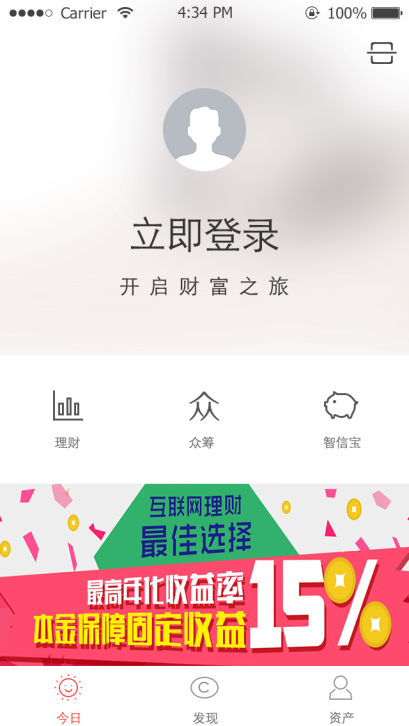 Carrier 4:34 PM 100%
立即登录
开启财富之旅
理财 众筹 智信宝
互联网理财
最佳选择
最高年化收益率
本金保障固定收益
15%
今日 发现 资产